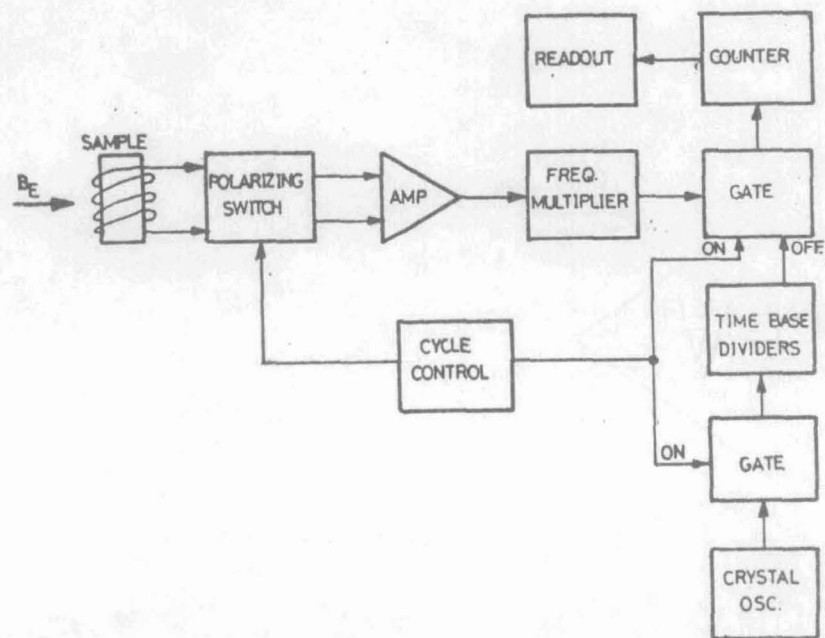 READOUT
COUNTER
SAMPLE
B_E
POLARIZING
SWITCH
AMP
FREQ.
MULTIPLIER
GATE
ON
OFF
TIME BASE
DIVIDERS
CYCLE
CONTROL
ON
GATE
CRYSTAL
OSC.